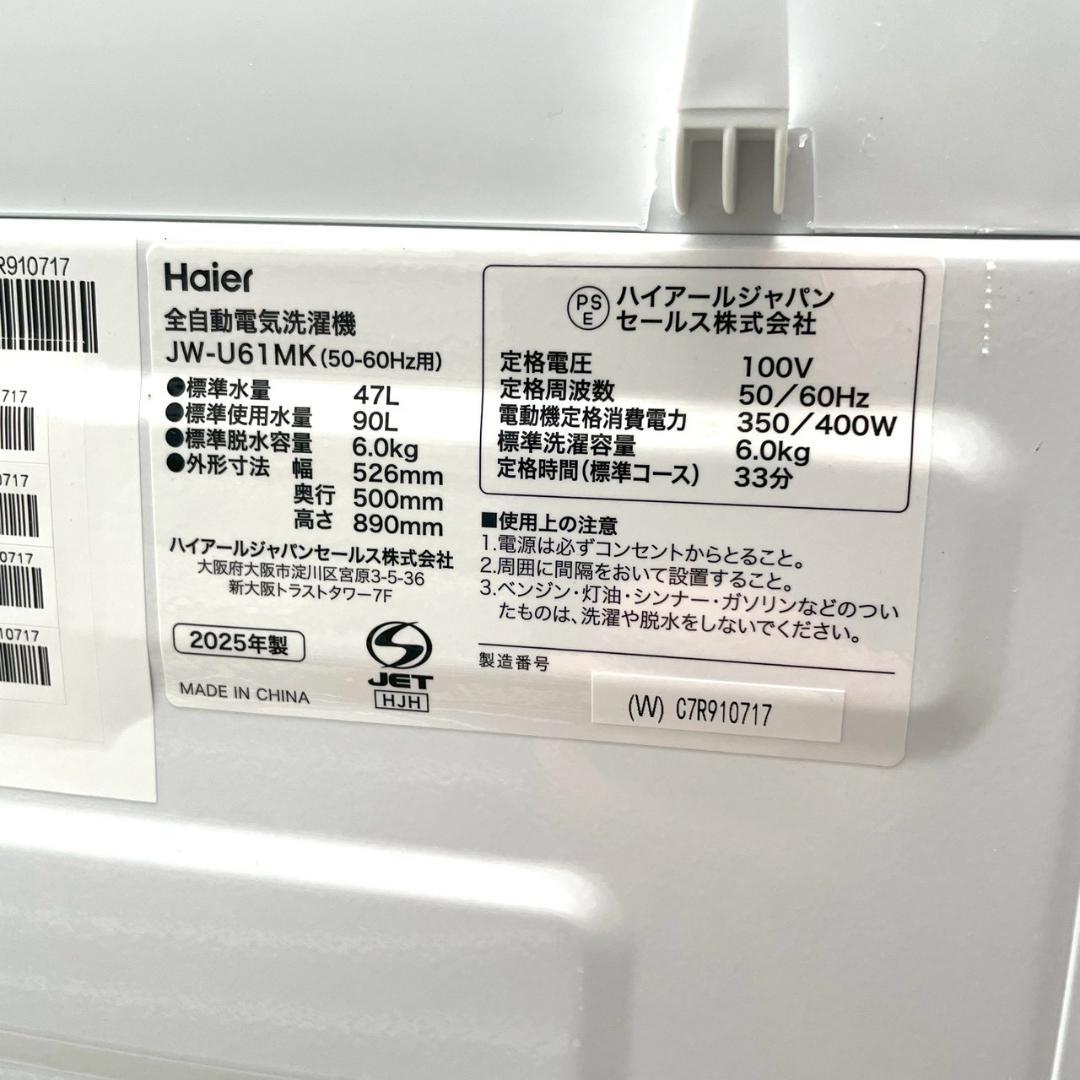 R910717
717
0717
00717
10717
Haier
全自動電気洗濯機
JW-U61MK(50-60Hz用)
●標準水量 47L
●標準使用水量 90L
●標準脱水容量 6.0kg
●外形寸法 幅 526mm
奥行 500mm
高さ 890mm
ハイアールジャパンセールス株式会社
大阪府大阪市淀川区宮原3-5-36
新大阪トラストタワー7F
2025年製
MADE IN CHINA
JET
HJH
PS
E
ハイアールジャパン
セールス株式会社
定格電圧 100V
定格周波数 50/60Hz
電動機定格消費電力 350/400W
標準洗濯容量 6.0kg
定格時間(標準コース) 33分
■使用上の注意
1.電源は必ずコンセントからとること。
2.周囲に間隔をおいて設置すること。
3.ベンジン・灯油・シンナー・ガソリンなどのつい
たものは、洗濯や脱水をしないでください。
製造番号
(W) C7R910717